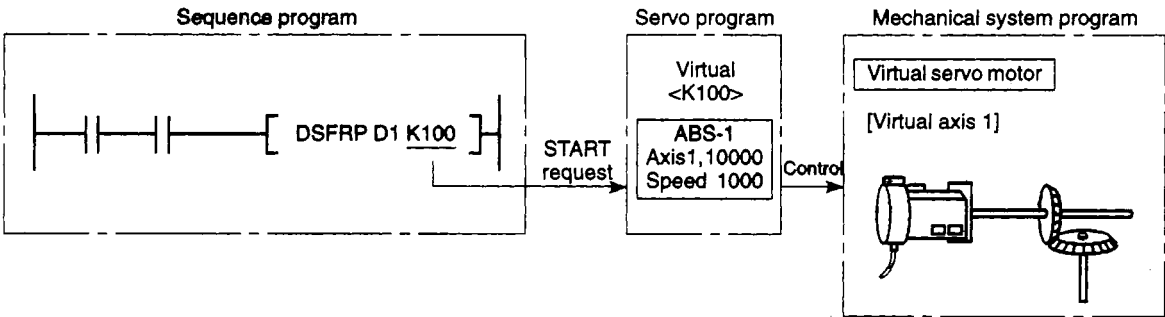 Sequence program
DSFRP D1 K100
START
request
Servo program
Virtual
<K100>
ABS-1
Axis1,10000
Speed 1000
Control
Mechanical system program
Virtual servo motor
[Virtual axis 1]